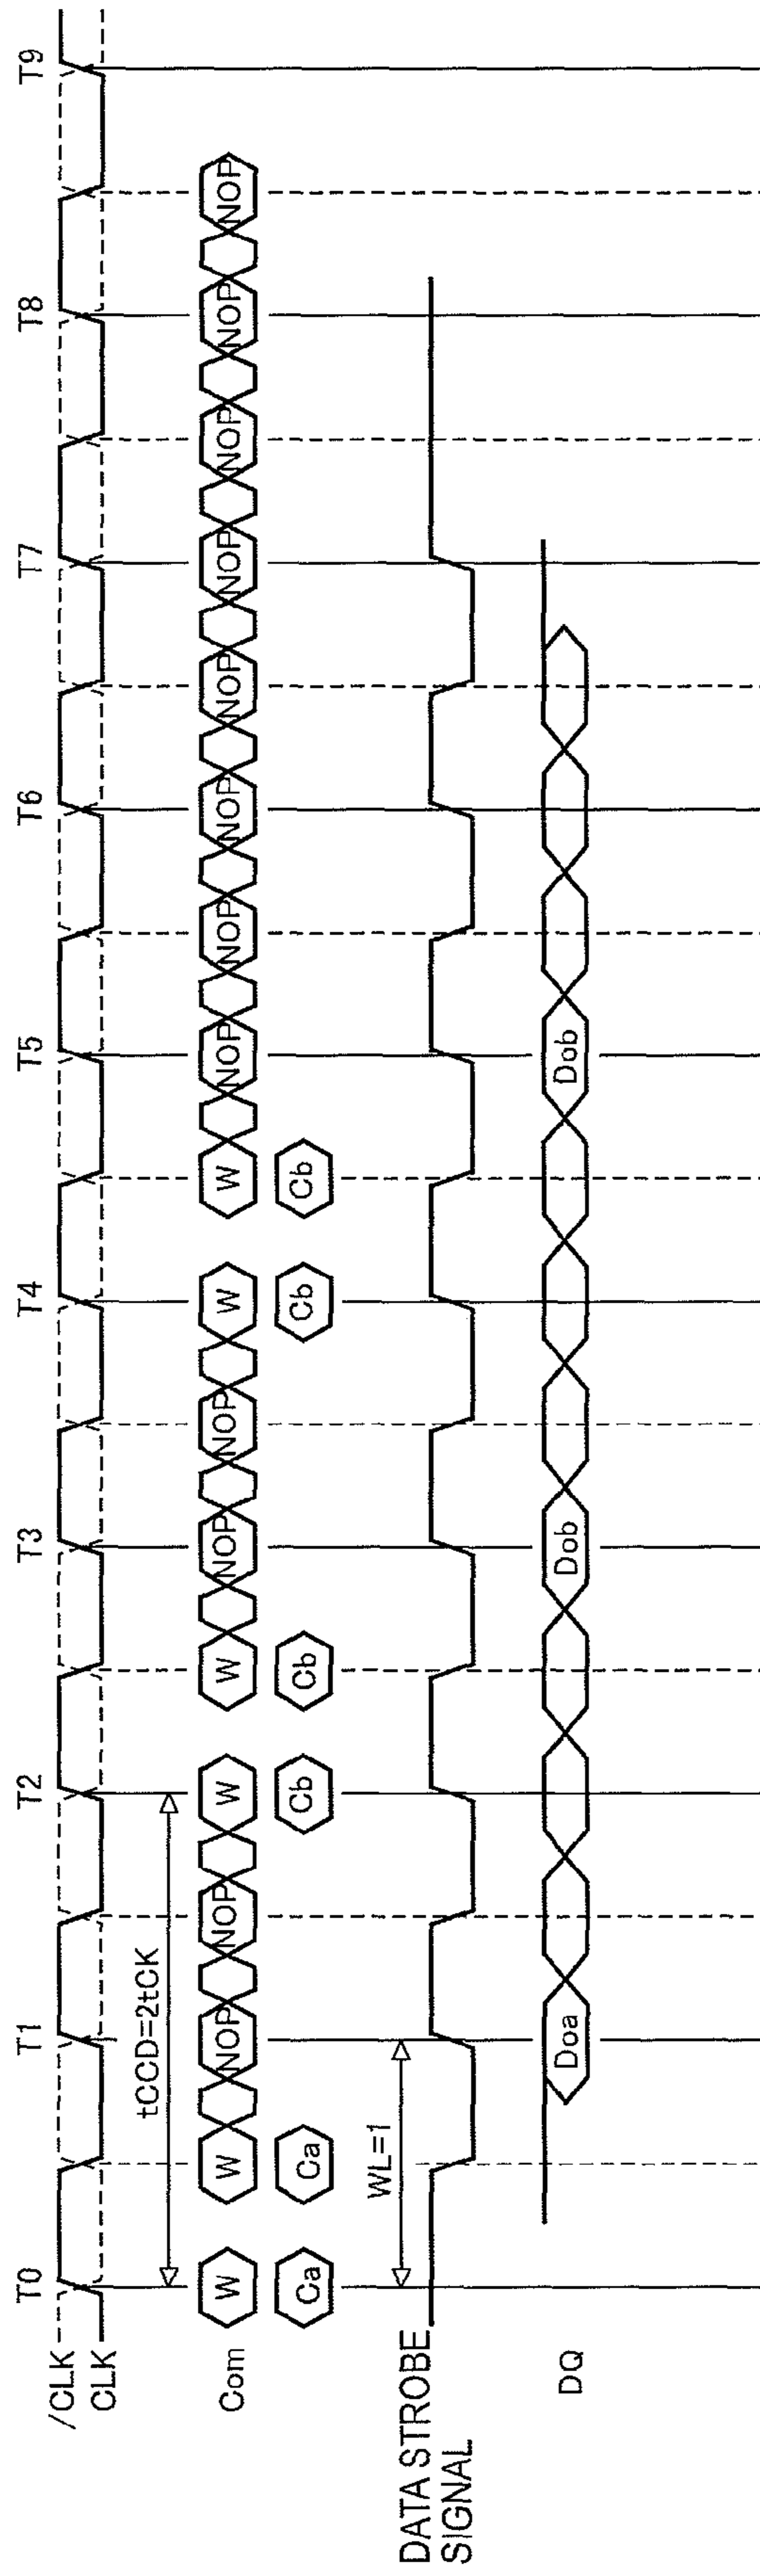 T0 T1 T2 T3 T4 T5 T6 T7 T8 T9
/CLK
CLK
tCCD=2tCK
Com W W NOP NOP W W NOP NOP W W NOP NOP NOP NOP NOP NOP NOP NOP
Ca Ca Cb Cb Cb Cb
WL=1
DATA STROBE
SIGNAL
DQ Doa Dob Dob